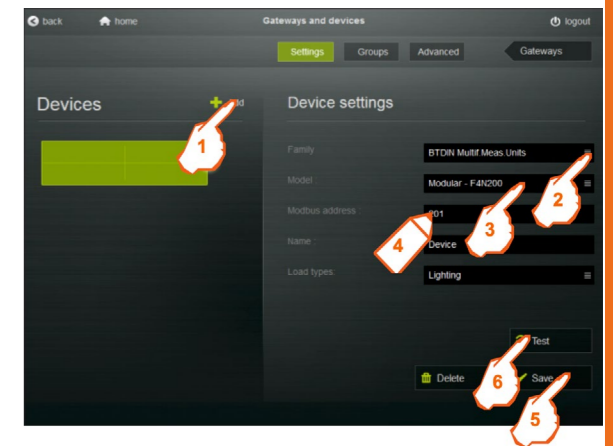 back home Gateways and devices logout
Settings Groups Advanced Gateways
Devices Device settings
1
Family BTDIN Multif.Meas.Units
Model Modular - F4N200
2
Modbus address :
3
4
Name : Device
Load types: Lighting
Test
Delete 6 Save
5